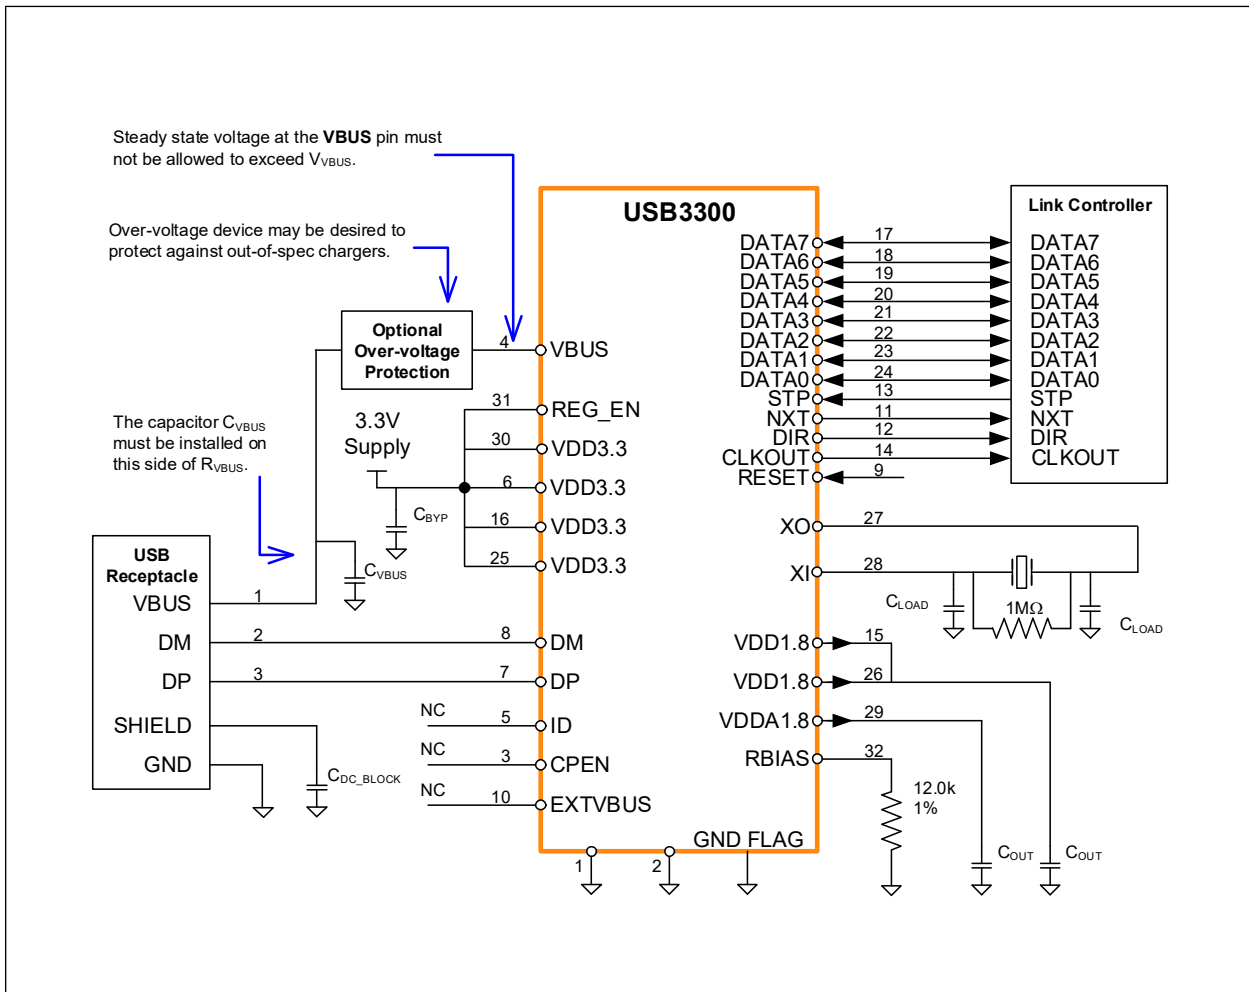 Steady state voltage at the VBUS pin must
not be allowed to exceed VVBUS.
Over-voltage device may be desired to
protect against out-of-spec chargers.
Optional
Over-voltage
Protection
The capacitor CVBUS
must be installed on
this side of RVBUS.
3.3V
Supply
CBYP
CVBUS
USB
Receptacle
VBUS 1
DM 2
DP 3
SHIELD
GND
CDC_BLOCK
USB3300
4 VBUS
31 REG_EN
30 VDD3.3
6 VDD3.3
16 VDD3.3
25 VDD3.3
8 DM
7 DP
NC 5 ID
NC 3 CPEN
NC 10 EXTVBUS
1
2
GND FLAG
Link Controller
DATA7 17 DATA7
DATA6 18 DATA6
DATA5 19 DATA5
DATA4 20 DATA4
DATA3 21 DATA3
DATA2 22 DATA2
DATA1 23 DATA1
DATA0 24 DATA0
STP 13 STP
NXT 11 NXT
DIR 12 DIR
CLKOUT 14 CLKOUT
RESET 9
XO 27
XI 28
CLOAD
1MΩ
CLOAD
VDD1.8 15
VDD1.8 26
VDDA1.8 29
RBIAS 32
12.0k
1%
COUT
COUT